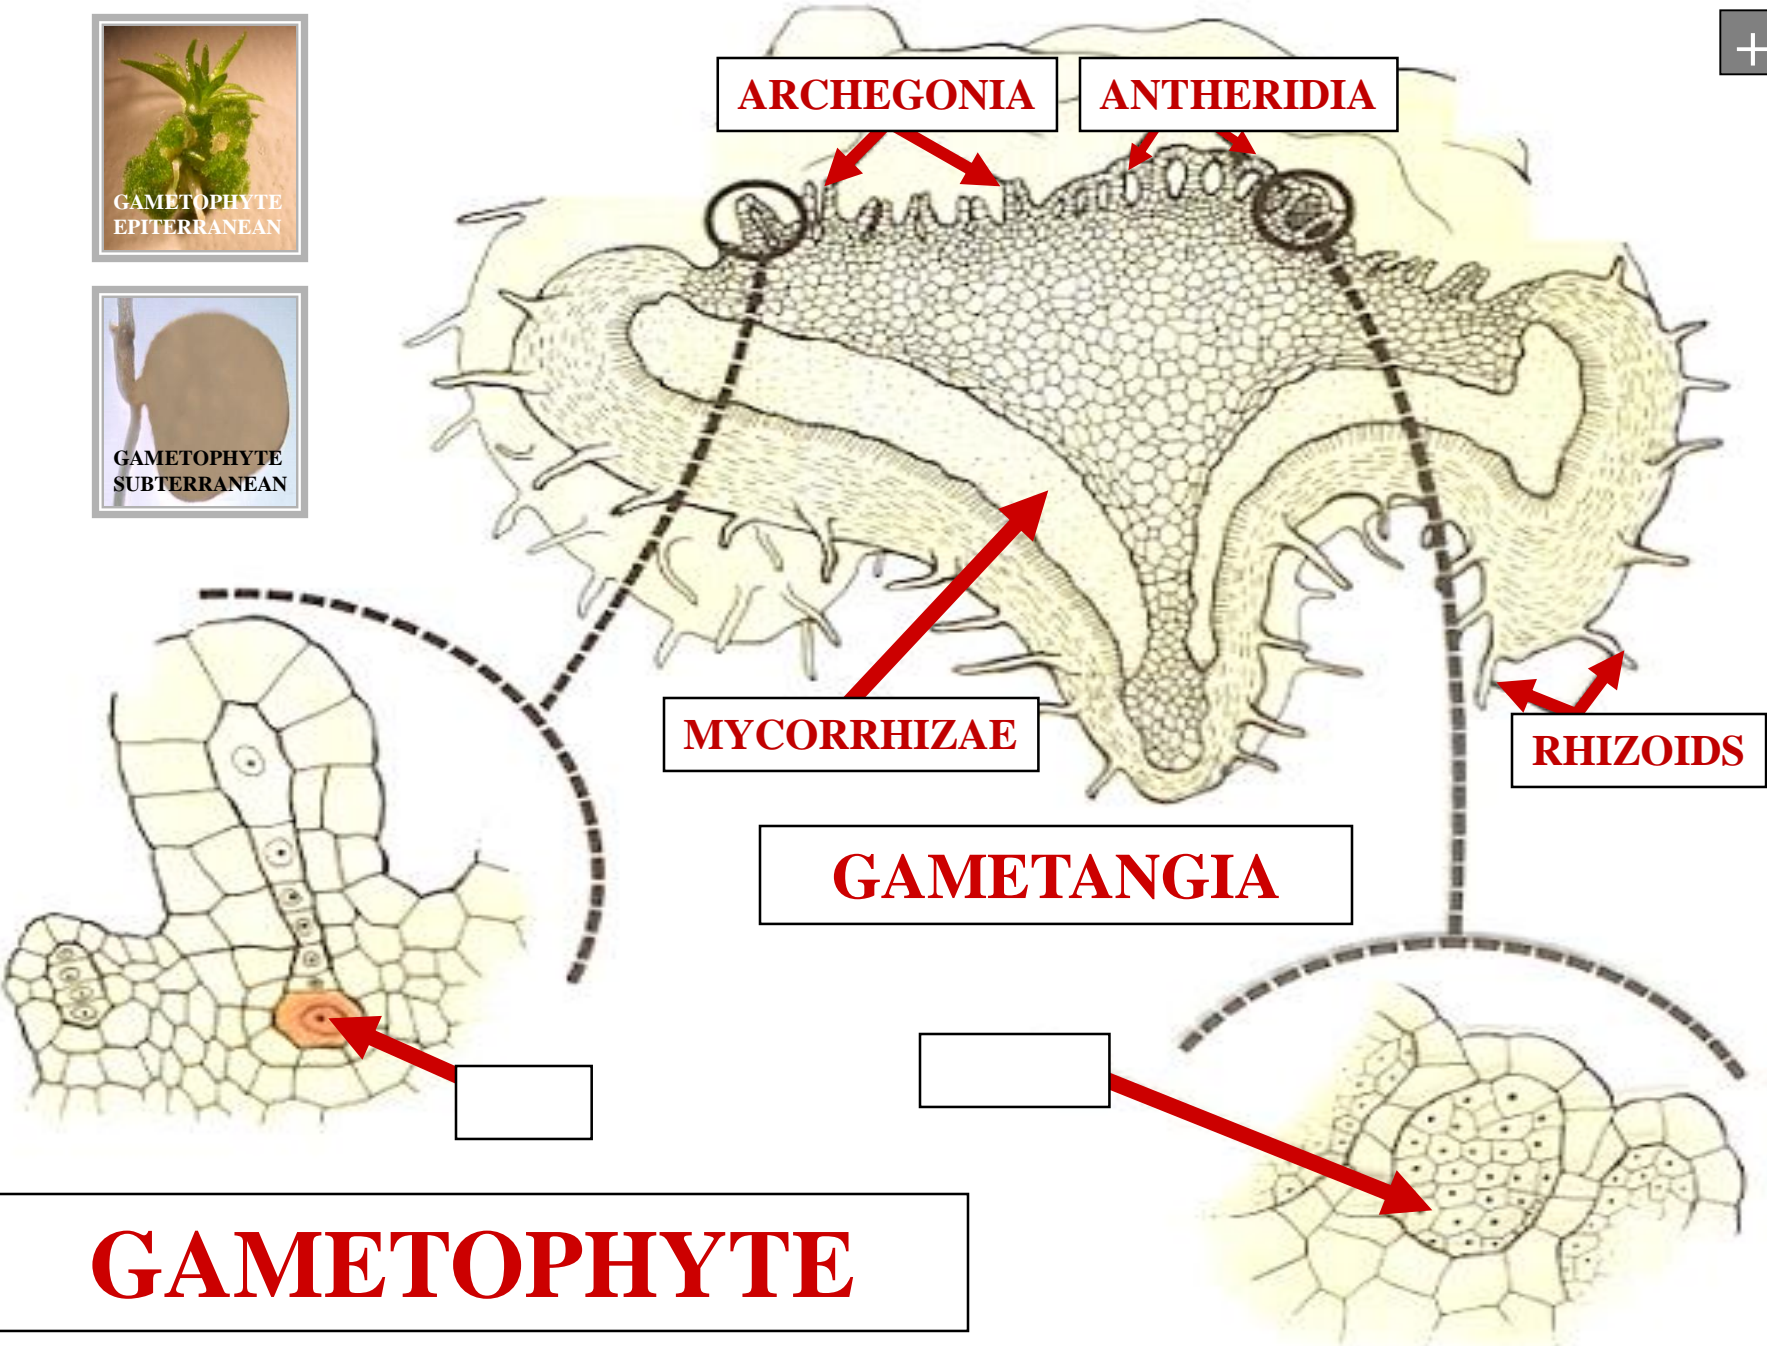 ARCHEGONIA
ANTHERIDIA
GAMETOPHYTE
EPITERRANEAN
GAMETOPHYTE
SUBTERRANEAN
MYCORRHIZAE
RHIZOIDS
GAMETANGIA
GAMETOPHYTE